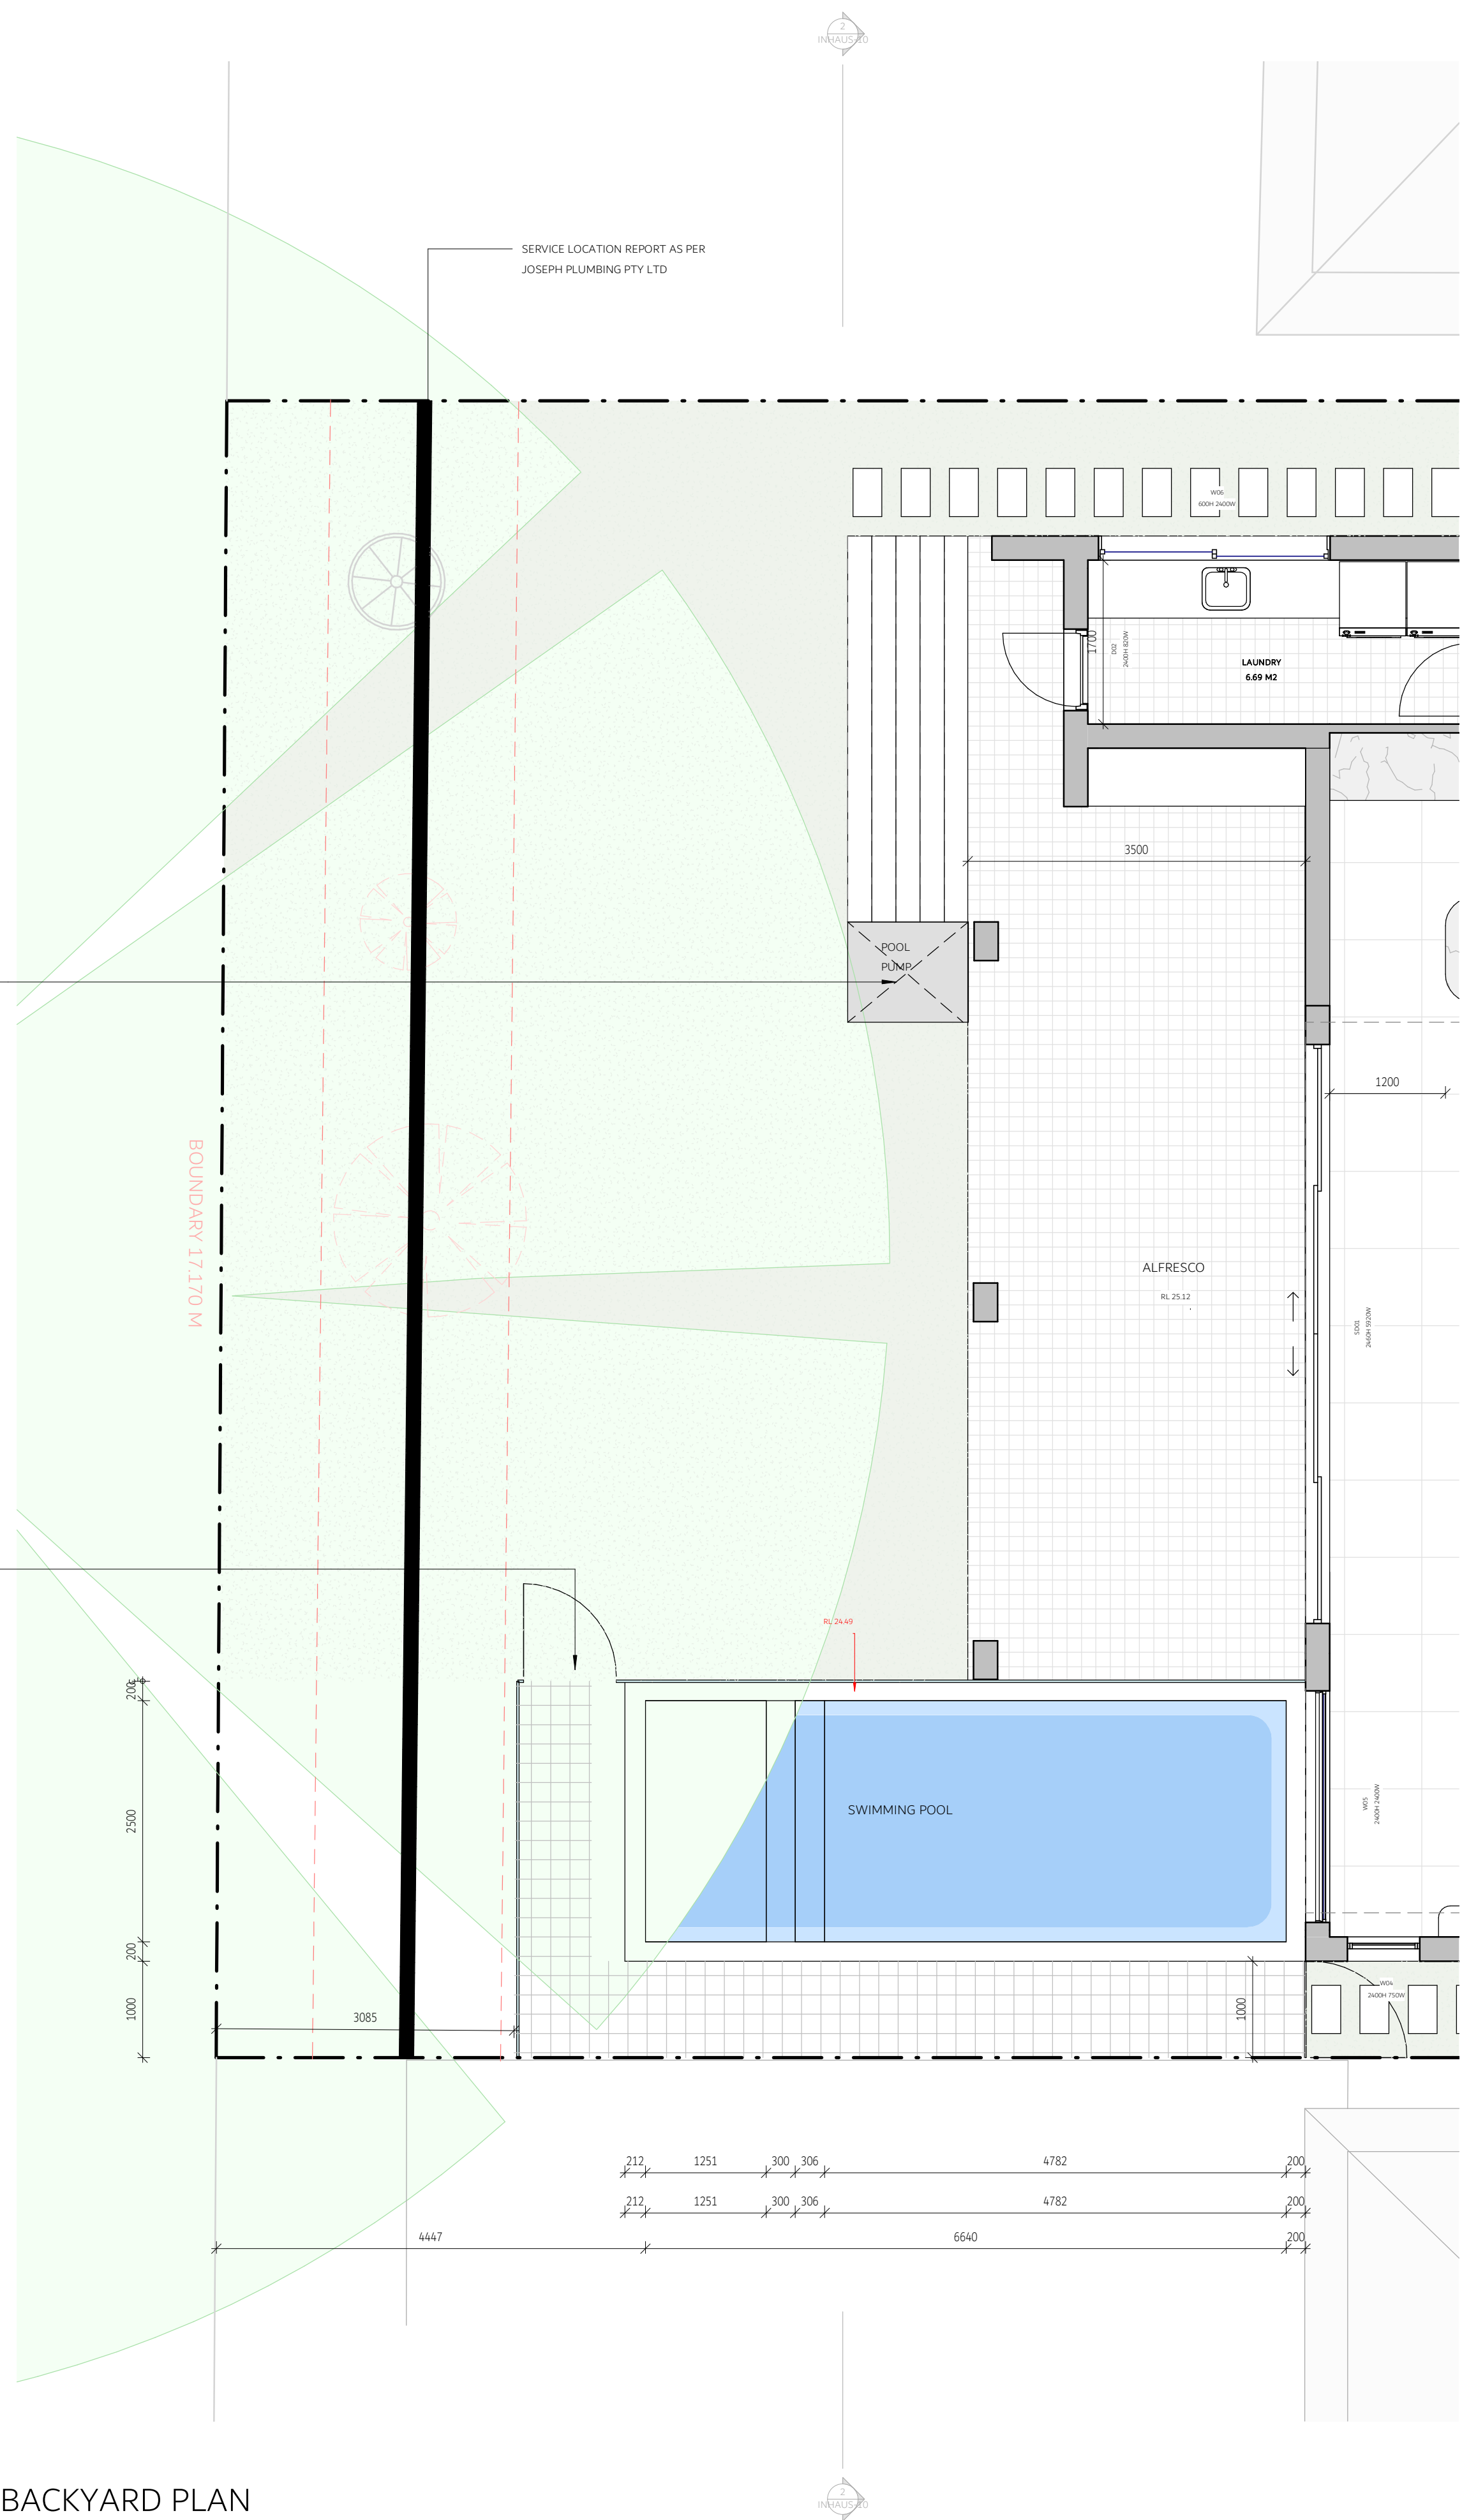 2
INHAUS-10
SERVICE LOCATION REPORT AS PER
JOSEPH PLUMBING PTY LTD
W06
600H 2400W
1700
D02
2400H 820W
LAUNDRY
6.69 M2
3500
POOL
PUMP
1200
BOUNDARY 17.170 M
ALFRESCO
RL 25.12
SD01
2460H 5920W
RL 24.49
200
2500
SWIMMING POOL
W05
2400H 2400W
200
1000
3085
1000
W04
2400H 750W
212
1251
300
306
4782
200
212
1251
300
306
4782
200
4447
6640
200
BACKYARD PLAN
2
INHAUS-10